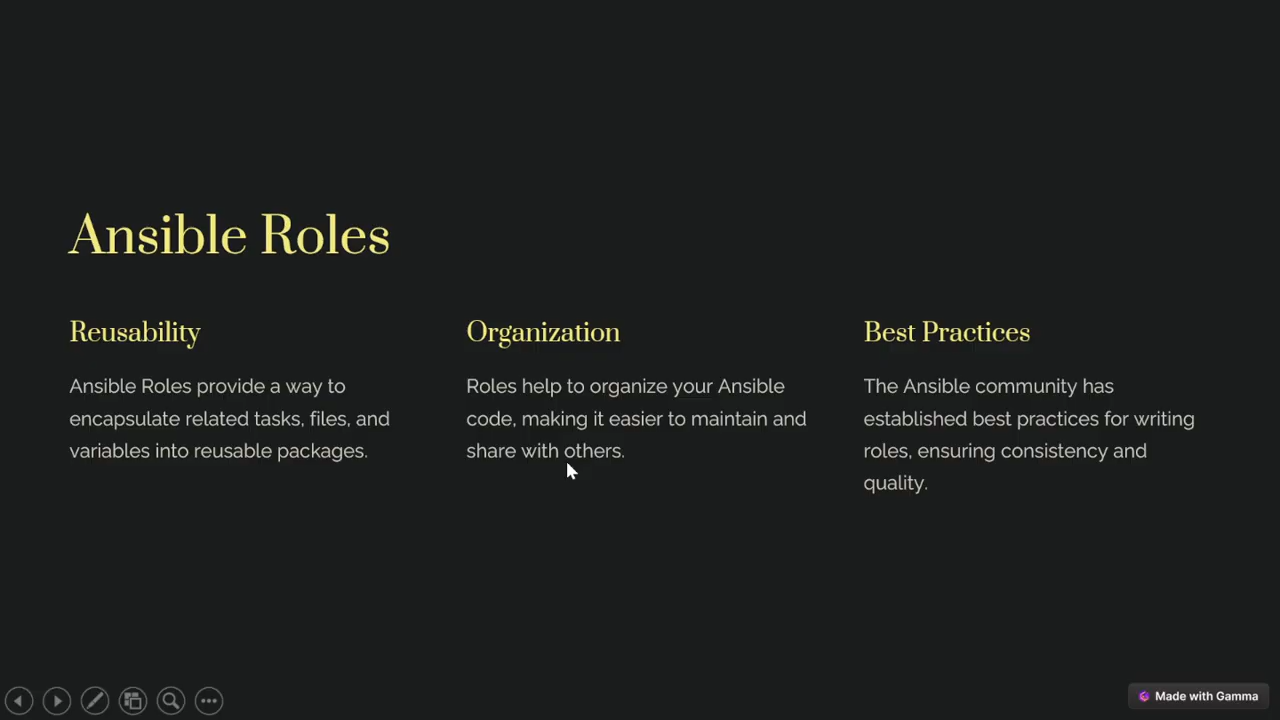 Ansible Roles
Reusability
Ansible Roles provide a way to
encapsulate related tasks, files, and
variables into reusable packages.
Organization
Roles help to organize your Ansible
code, making it easier to maintain and
share with others.
Best Practices
The Ansible community has
established best practices for writing
roles, ensuring consistency and
quality.
Made with Gamma